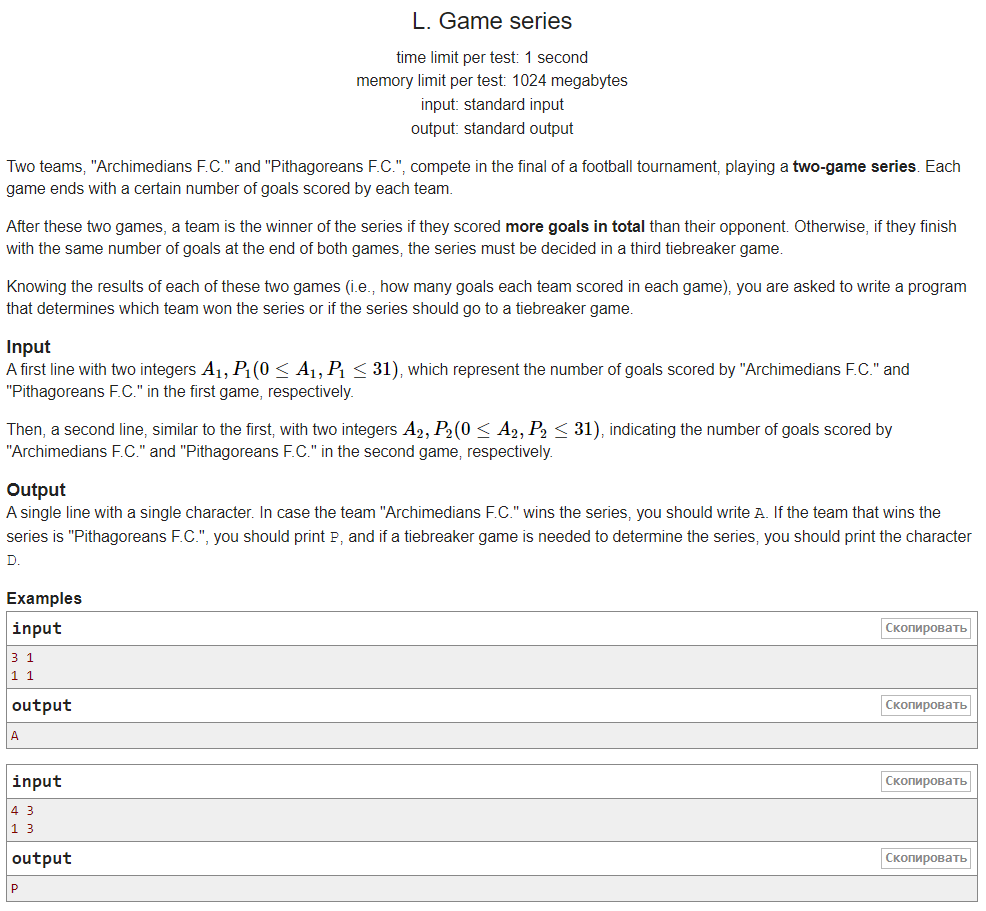 L. Game series
time limit per test: 1 second
memory limit per test: 1024 megabytes
input: standard input
output: standard output
Two teams, "Archimedians F.C." and "Pithagoreans F.C.", compete in the final of a football tournament, playing a two-game series. Each
game ends with a certain number of goals scored by each team.
After these two games, a team is the winner of the series if they scored more goals in total than their opponent. Otherwise, if they finish
with the same number of goals at the end of both games, the series must be decided in a third tiebreaker game.
Knowing the results of each of these two games (i.e., how many goals each team scored in each game), you are asked to write a program
that determines which team won the series or if the series should go to a tiebreaker game.
Input
A first line with two integers A₁, P₁(0 ≤ A₁, P₁ ≤ 31), which represent the number of goals scored by "Archimedians F.C." and
"Pithagoreans F.C." in the first game, respectively.
Then, a second line, similar to the first, with two integers A₂, P₂(0 ≤ A₂, P₂ ≤ 31), indicating the number of goals scored by
"Archimedians F.C." and "Pithagoreans F.C." in the second game, respectively.
Output
A single line with a single character. In case the team "Archimedians F.C." wins the series, you should write A. If the team that wins the
series is "Pithagoreans F.C.", you should print P, and if a tiebreaker game is needed to determine the series, you should print the character
D.
Examples
input Скопировать
3 1
1 1
output Скопировать
A
input Скопировать
4 3
1 3
output Скопировать
P